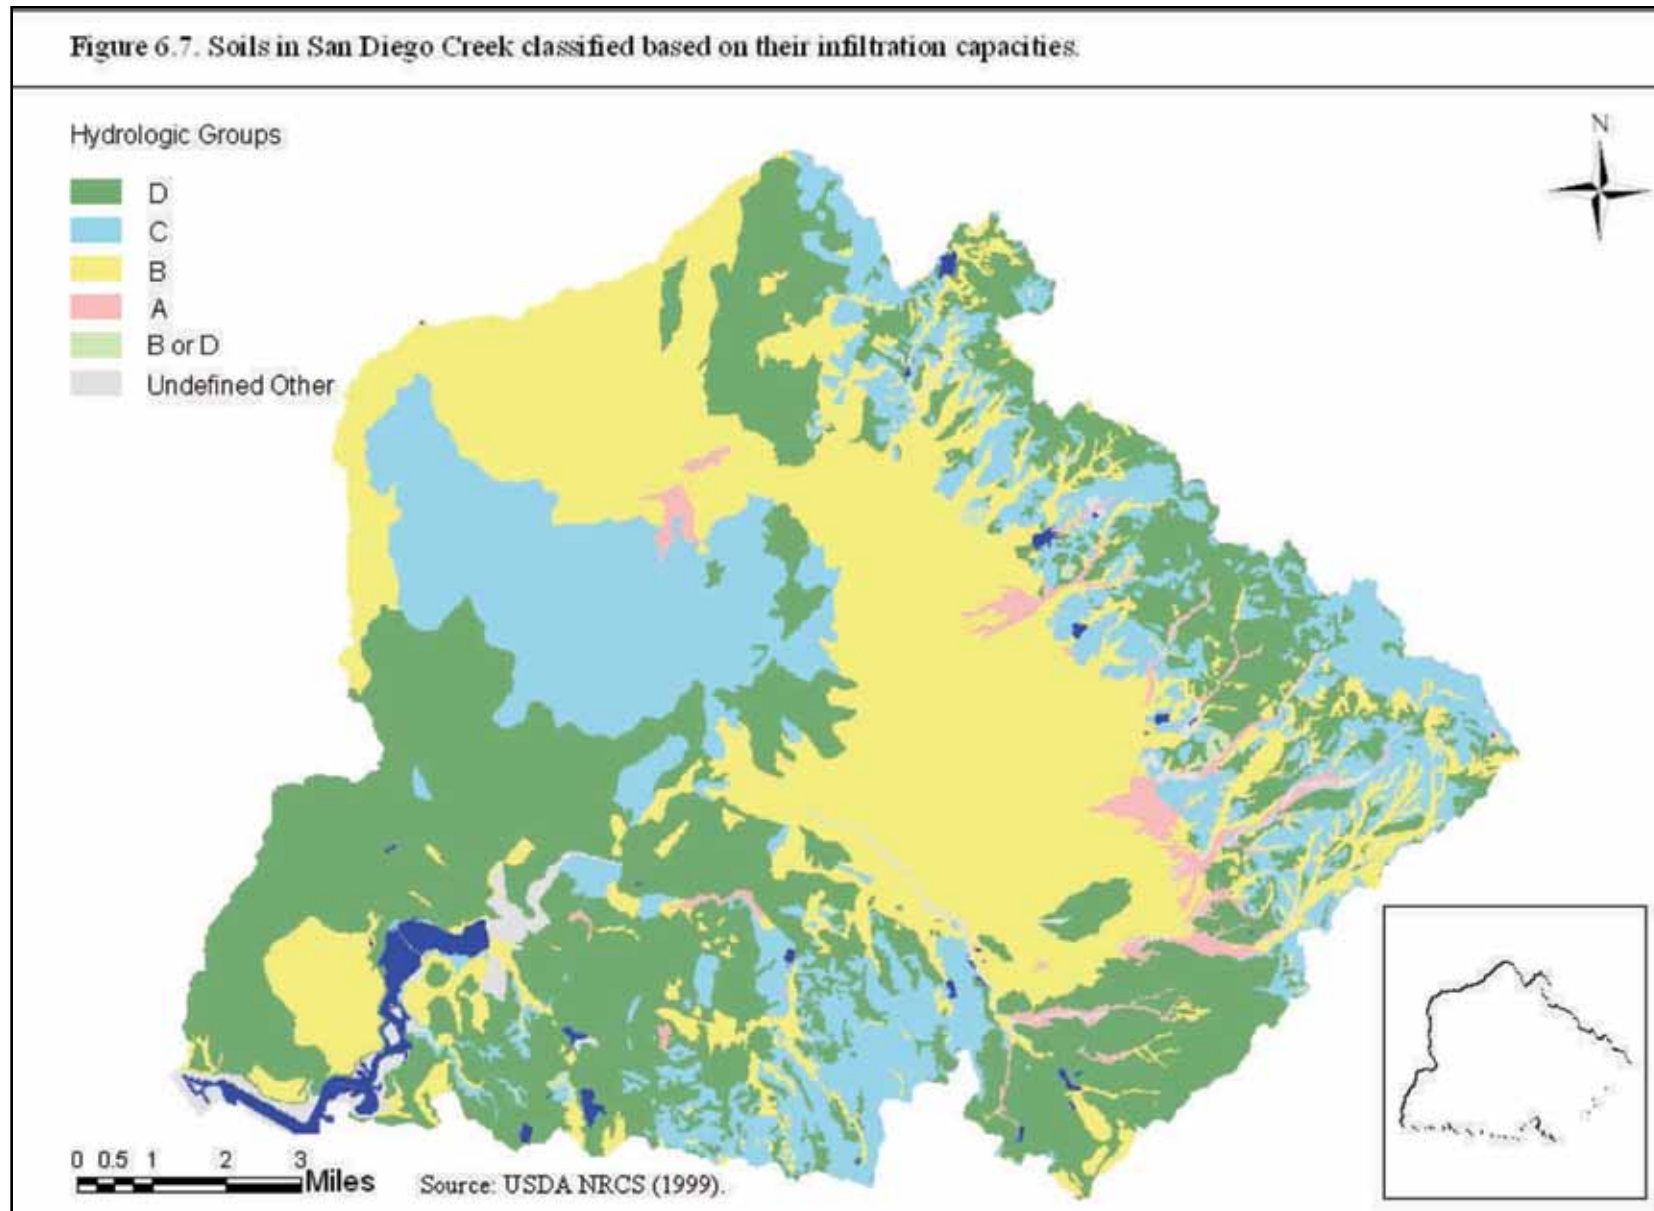 Figure 6.7. Soils in San Diego Creek classified based on their infiltration capacities.
N
Hydrologic Groups
D
C
B
A
B or D
Undefined Other
0 0.5 1 2 3
Miles
Source: USDA NRCS (1999).